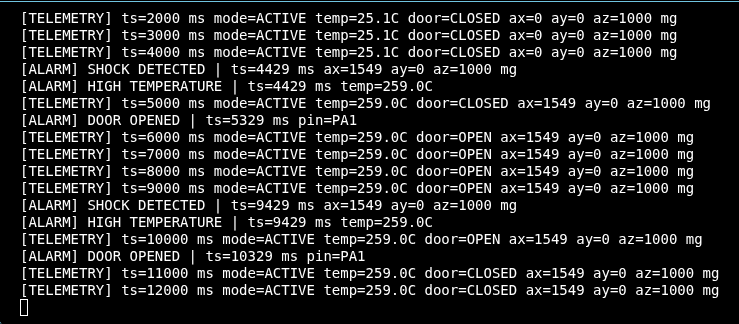 [TELEMETRY] ts=2000 ms mode=ACTIVE temp=25.1C door=CLOSED ax=0 ay=0 az=1000 mg
[TELEMETRY] ts=3000 ms mode=ACTIVE temp=25.1C door=CLOSED ax=0 ay=0 az=1000 mg
[TELEMETRY] ts=4000 ms mode=ACTIVE temp=25.1C door=CLOSED ax=0 ay=0 az=1000 mg
[ALARM] SHOCK DETECTED | ts=4429 ms ax=1549 ay=0 az=1000 mg
[ALARM] HIGH TEMPERATURE | ts=4429 ms temp=259.0C
[TELEMETRY] ts=5000 ms mode=ACTIVE temp=259.0C door=CLOSED ax=1549 ay=0 az=1000 mg
[ALARM] DOOR OPENED | ts=5329 ms pin=PA1
[TELEMETRY] ts=6000 ms mode=ACTIVE temp=259.0C door=OPEN ax=1549 ay=0 az=1000 mg
[TELEMETRY] ts=7000 ms mode=ACTIVE temp=259.0C door=OPEN ax=1549 ay=0 az=1000 mg
[TELEMETRY] ts=8000 ms mode=ACTIVE temp=259.0C door=OPEN ax=1549 ay=0 az=1000 mg
[TELEMETRY] ts=9000 ms mode=ACTIVE temp=259.0C door=OPEN ax=1549 ay=0 az=1000 mg
[ALARM] SHOCK DETECTED | ts=9429 ms ax=1549 ay=0 az=1000 mg
[ALARM] HIGH TEMPERATURE | ts=9429 ms temp=259.0C
[TELEMETRY] ts=10000 ms mode=ACTIVE temp=259.0C door=OPEN ax=1549 ay=0 az=1000 mg
[ALARM] DOOR OPENED | ts=10329 ms pin=PA1
[TELEMETRY] ts=11000 ms mode=ACTIVE temp=259.0C door=CLOSED ax=1549 ay=0 az=1000 mg
[TELEMETRY] ts=12000 ms mode=ACTIVE temp=259.0C door=CLOSED ax=1549 ay=0 az=1000 mg